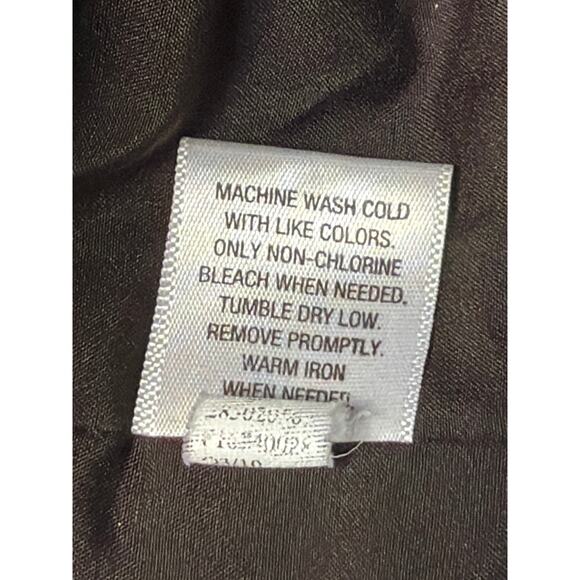 MACHINE WASH COLD
WITH LIKE COLORS.
ONLY NON-CHLORINE
BLEACH WHEN NEEDED.
TUMBLE DRY LOW.
REMOVE PROMPTLY.
WARM IRON
WHEN NEEDED.